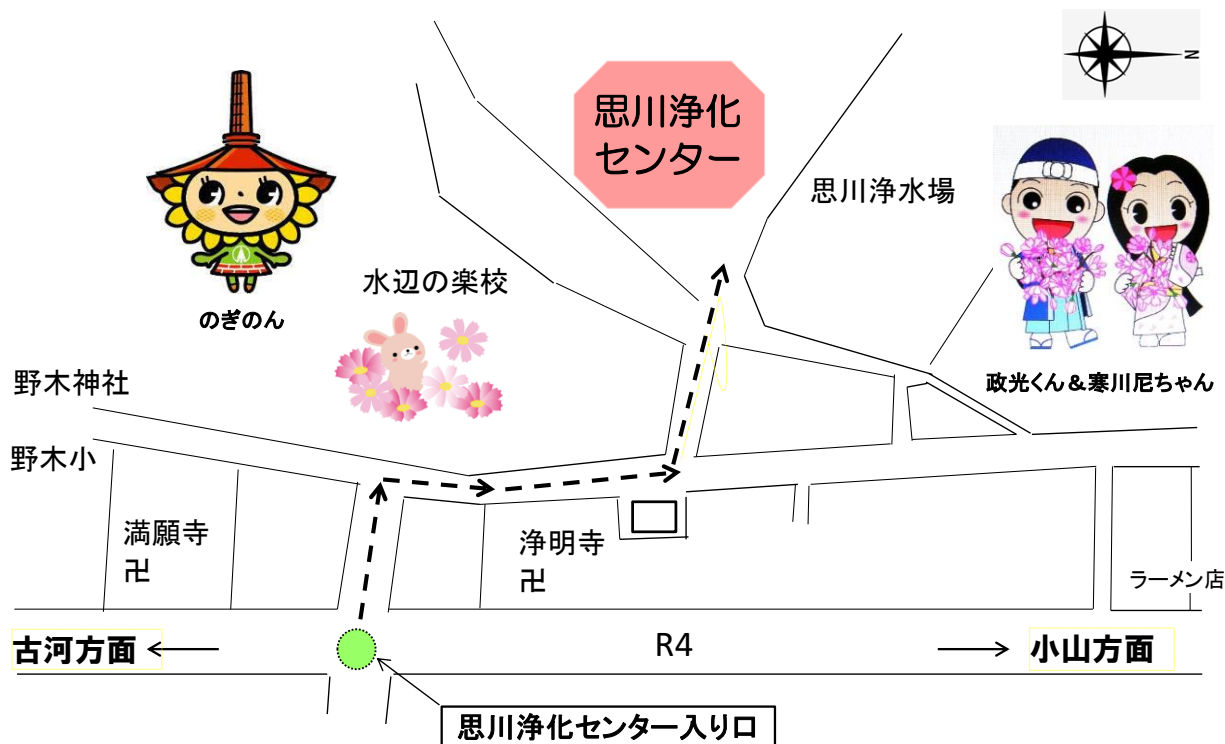 N
思川浄化
センター
思川浄水場
水辺の楽校
のぎのん
政光くん＆寒川尼ちゃん
野木神社
野木小
満願寺
卍
浄明寺
卍
ラーメン店
古河方面
R4
小山方面
思川浄化センター入り口